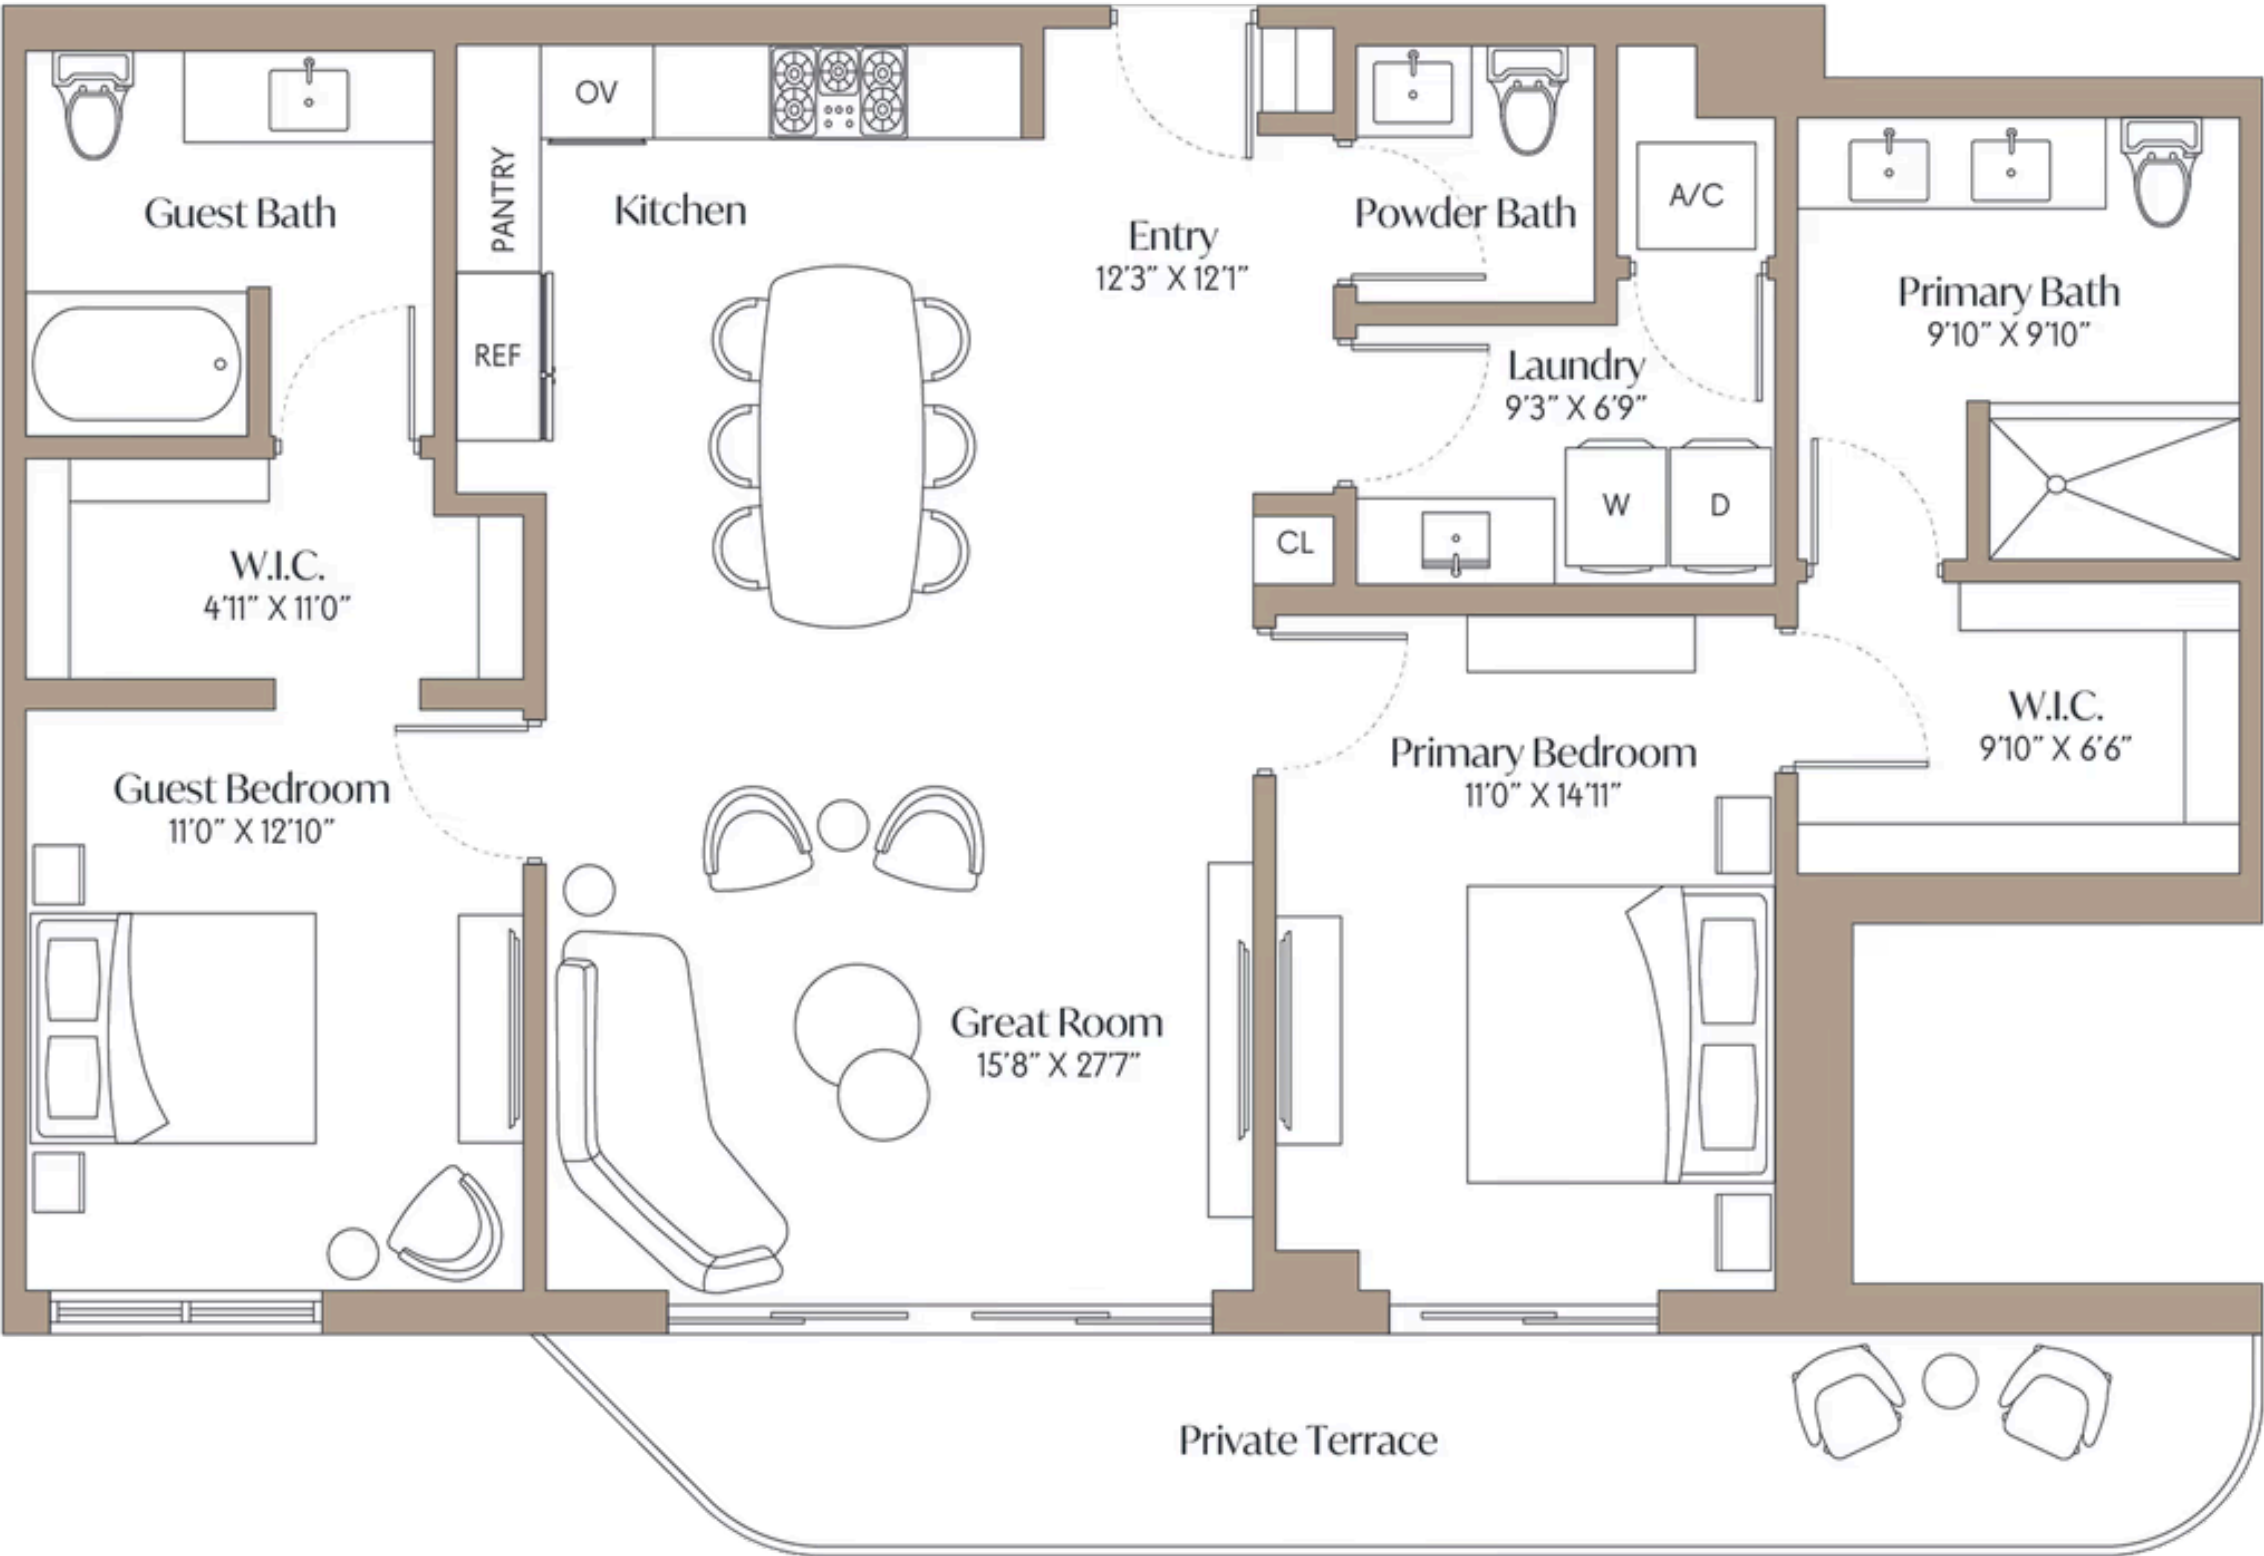 OV
PANTRY
REF
Guest Bath
Kitchen
Entry
12'3" X 12'1"
Powder Bath
A/C
Primary Bath
9'10" X 9'10"
Laundry
9'3" X 6'9"
W
D
CL
W.I.C.
4'11" X 11'0"
W.I.C.
9'10" X 6'6"
Guest Bedroom
11'0" X 12'10"
Primary Bedroom
11'0" X 14'11"
Great Room
15'8" X 27'7"
Private Terrace